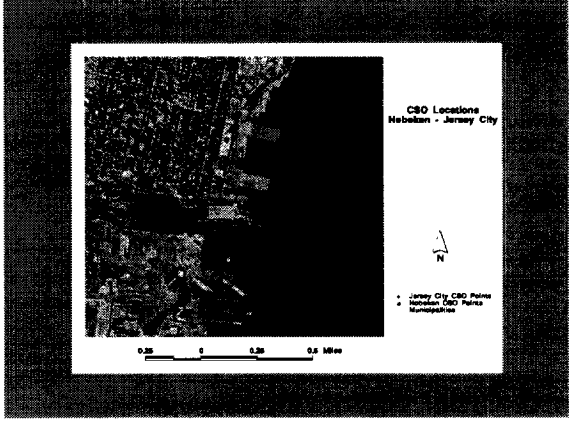 CSO Locations
Hoboken - Jersey City
N
Jersey City CSO Points
Hoboken CSO Points
Municipalities
0.25 0 0.25 0.5 Miles